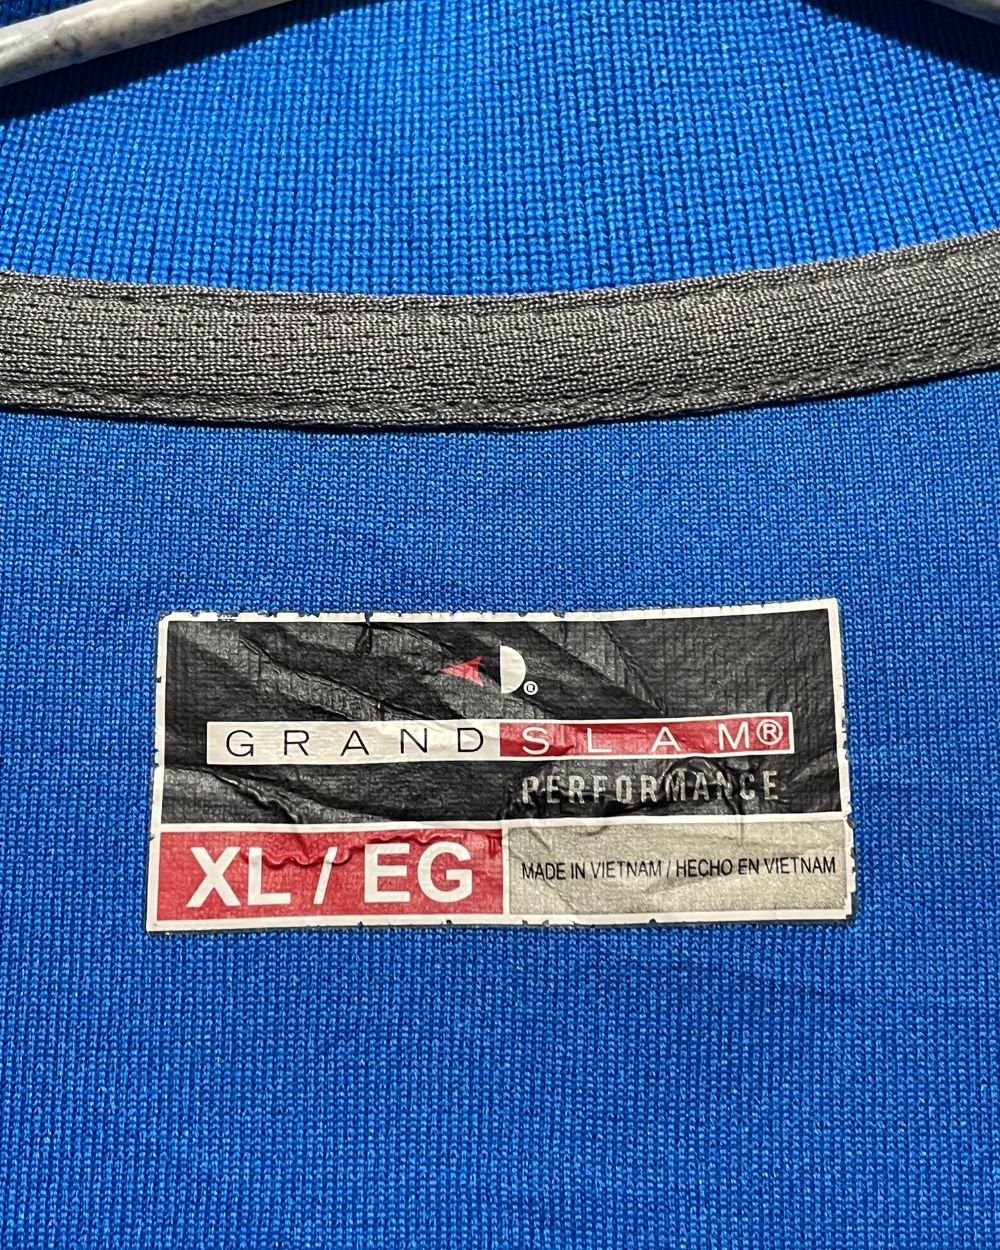 ®
GRAND SLAM®
PERFORMANCE
XL / EG
MADE IN VIETNAM / HECHO EN VIETNAM